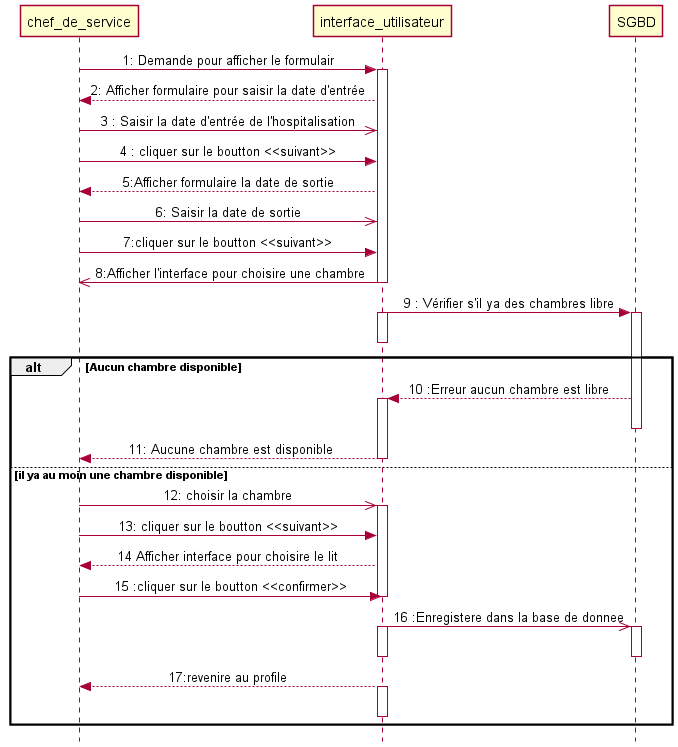 chef_de_service
interface_utilisateur
SGBD
1: Demande pour afficher le formulair
2: Afficher formulaire pour saisir la date d'entrée
3 : Saisir la date d'entrée de l'hospitalisation
4 : cliquer sur le boutton <<suivant>>
5:Afficher formulaire la date de sortie
6: Saisir la date de sortie
7:cliquer sur le boutton <<suivant>>
8:Afficher l'interface pour choisire une chambre
9 : Vérifier s'il ya des chambres libre
alt [Aucun chambre disponible]
10 :Erreur aucun chambre est libre
11: Aucune chambre est disponible
[il ya au moin une chambre disponible]
12: choisir la chambre
13: cliquer sur le boutton <<suivant>>
14 Afficher interface pour choisire le lit
15 :cliquer sur le boutton <<confirmer>>
16 :Enregistere dans la base de donnee
17:revenire au profile